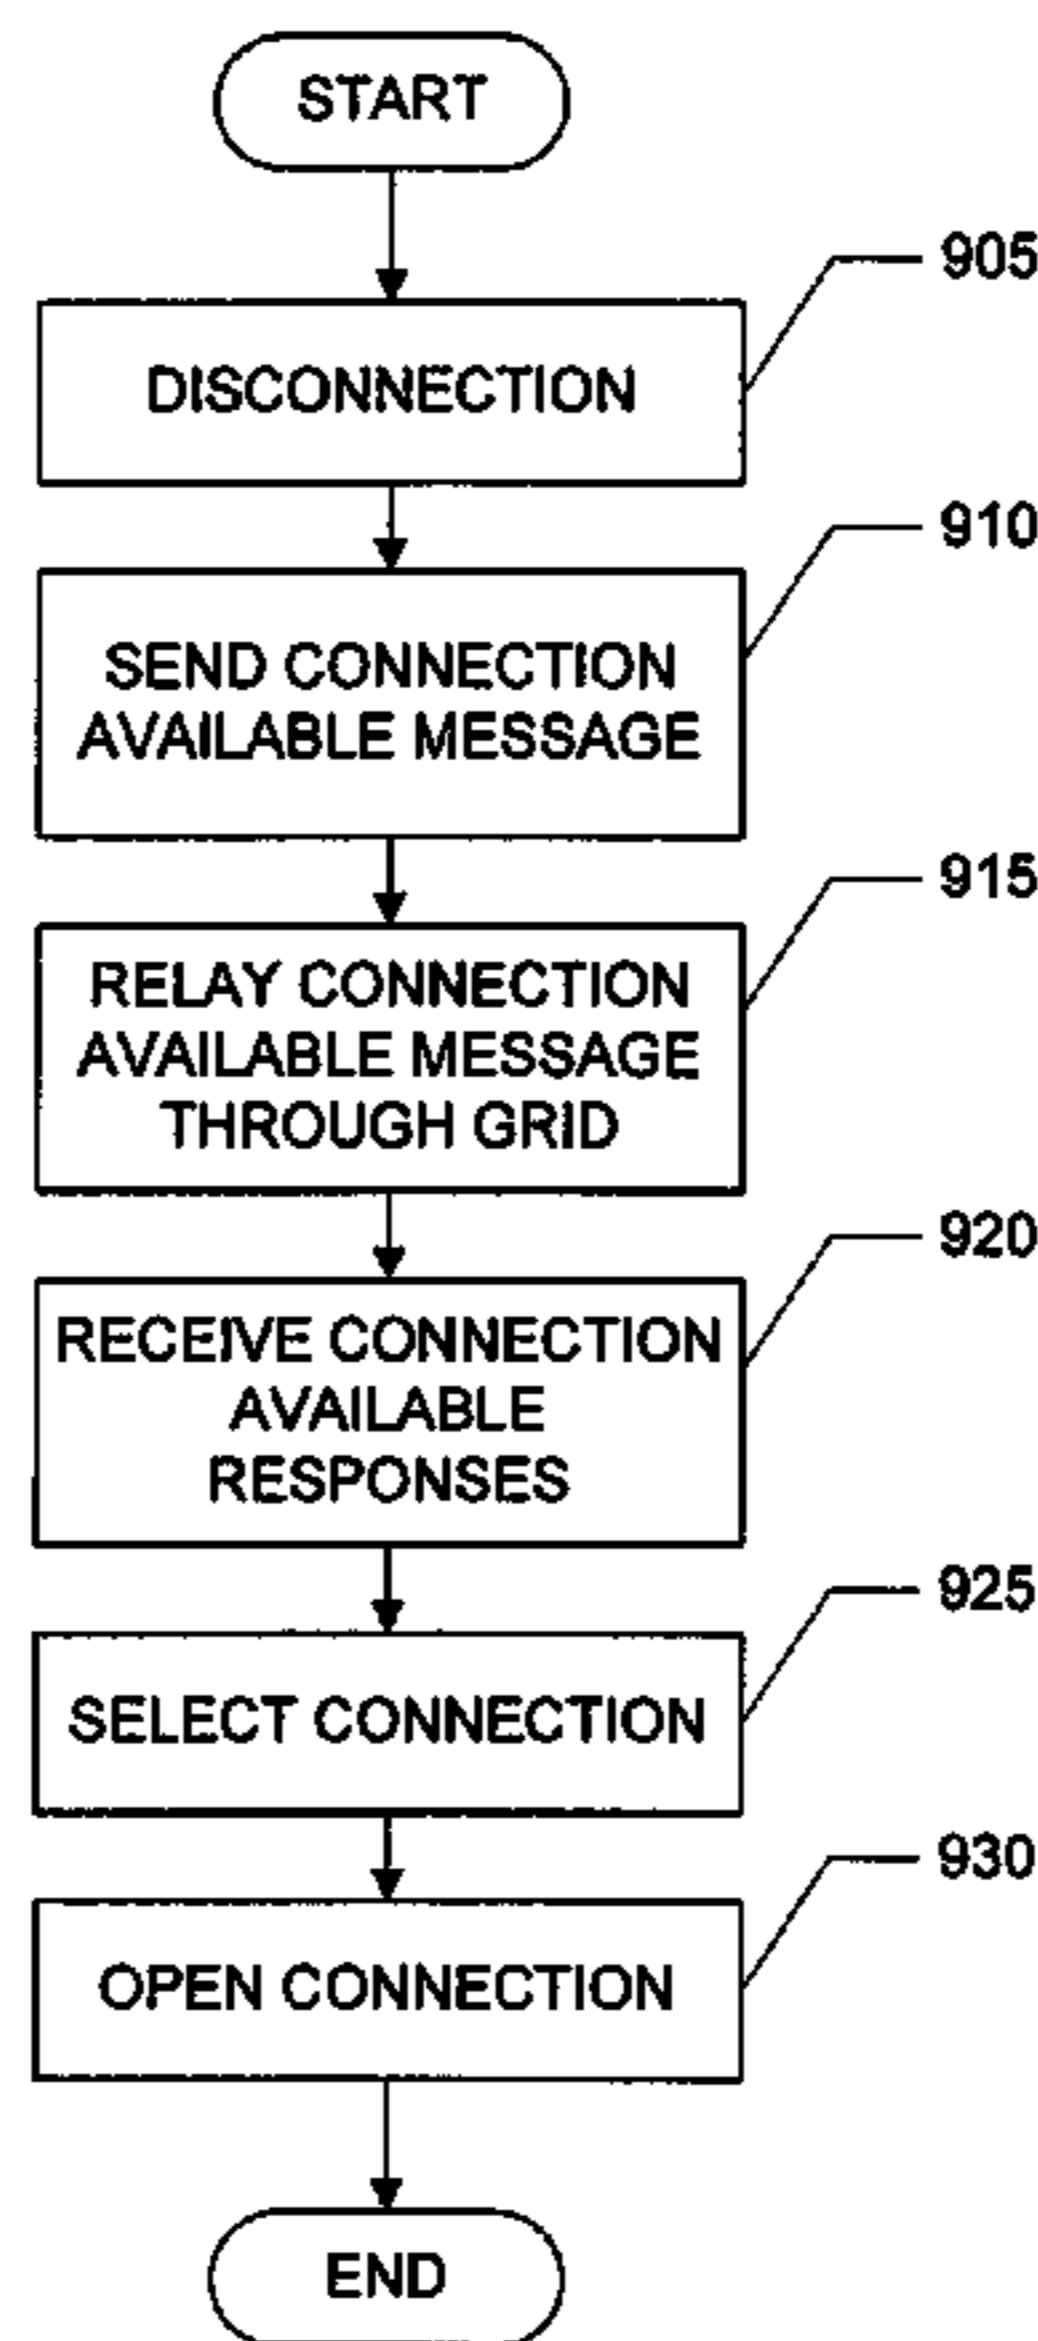 START
905
DISCONNECTION
910
SEND CONNECTION
AVAILABLE MESSAGE
915
RELAY CONNECTION
AVAILABLE MESSAGE
THROUGH GRID
920
RECEIVE CONNECTION
AVAILABLE
RESPONSES
925
SELECT CONNECTION
930
OPEN CONNECTION
END